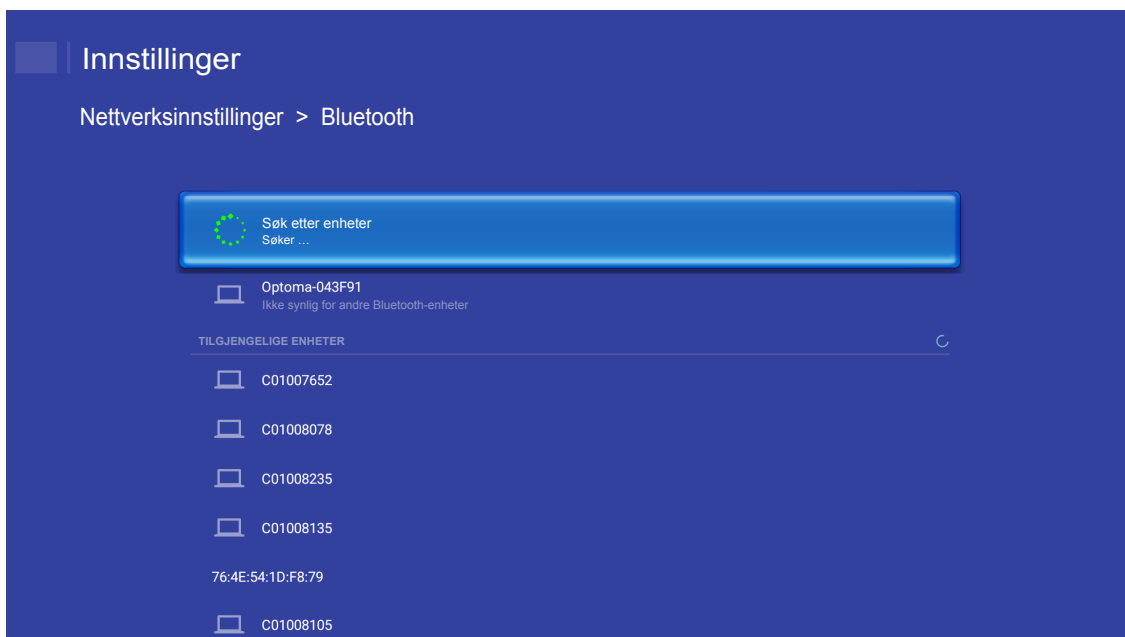 Innstillinger
Nettverksinnstillinger > Bluetooth
Søk etter enheter
Søker ...
Optoma-043F91
Ikke synlig for andre Bluetooth-enheter
TILGJENGELIGE ENHETER
C01007652
C01008078
C01008235
C01008135
76:4E:54:1D:F8:79
C01008105